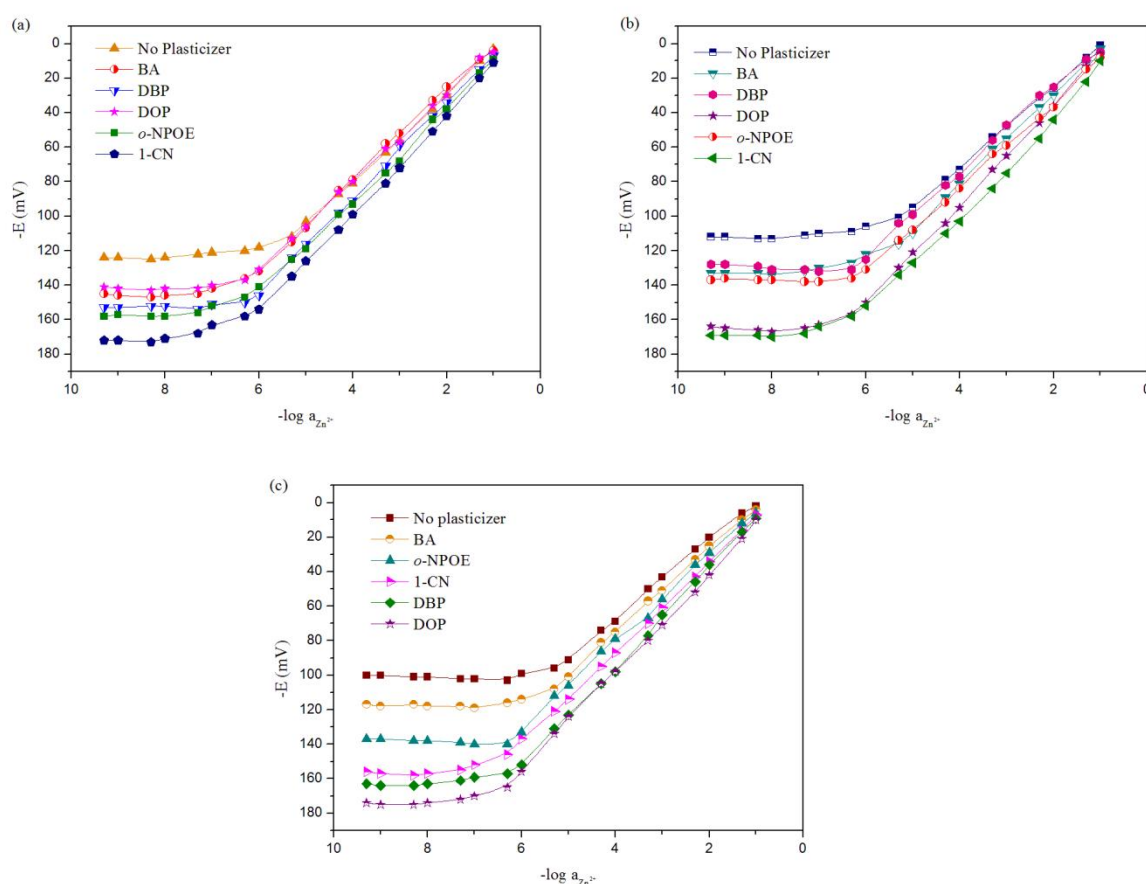 (a)
0
20
40
60
80
100
120
140
160
180
-E (mV)
No Plasticizer
BA
DBP
DOP
o-NPOE
1-CN
10 8 6 4 2 0
-log a_Zn²⁺
(b)
0
20
40
60
80
100
120
140
160
180
-E (mV)
No Plasticizer
BA
DBP
DOP
o-NPOE
1-CN
10 8 6 4 2 0
-log a_Zn²⁺
(c)
0
20
40
60
80
100
120
140
160
180
-E (mV)
No plasticizer
BA
o-NPOE
1-CN
DBP
DOP
10 8 6 4 2 0
-log a_Zn²⁺